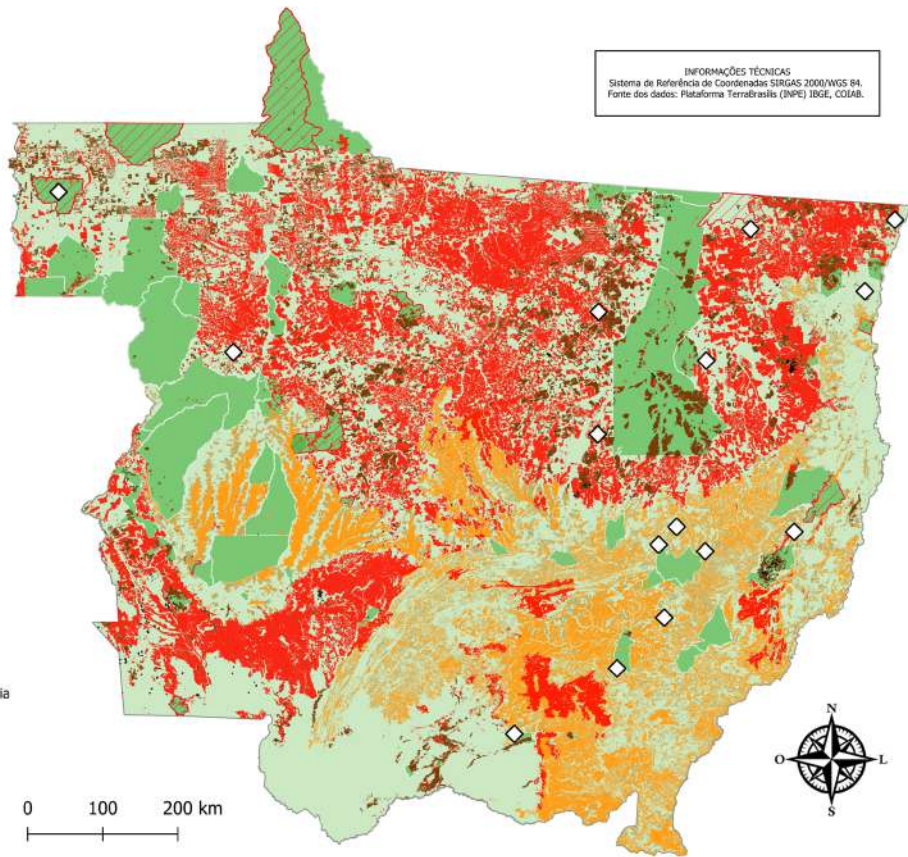 INFORMAÇÕES TÉCNICAS
Sistema de Referência de Coordenadas SIRGAS 2000/WGS 84.
Fonte dos dados: Plataforma TerraBrasilis (INPE) IBGE, COIAB.
ia
N
O
L
S
0 100 200 km